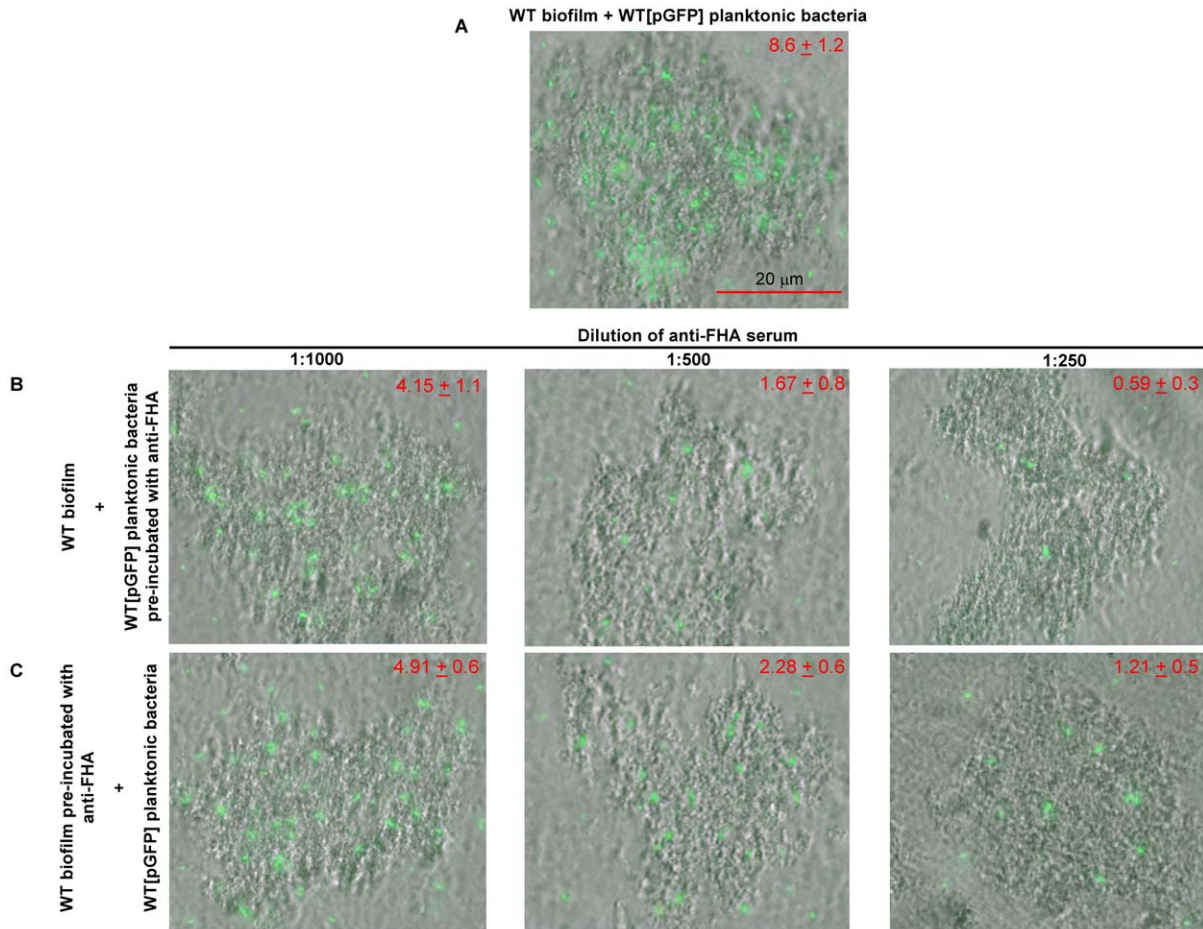 WT biofilm + WT[pGFP] planktonic bacteria
A
8.6 ± 1.2
20 μm
Dilution of anti-FHA serum
1:1000
1:500
1:250
B
WT biofilm
+
WT[pGFP] planktonic bacteria
pre-incubated with anti-FHA
4.15 ± 1.1
1.67 ± 0.8
0.59 ± 0.3
C
WT biofilm pre-incubated with
anti-FHA
+
WT[pGFP] planktonic bacteria
4.91 ± 0.6
2.28 ± 0.6
1.21 ± 0.5